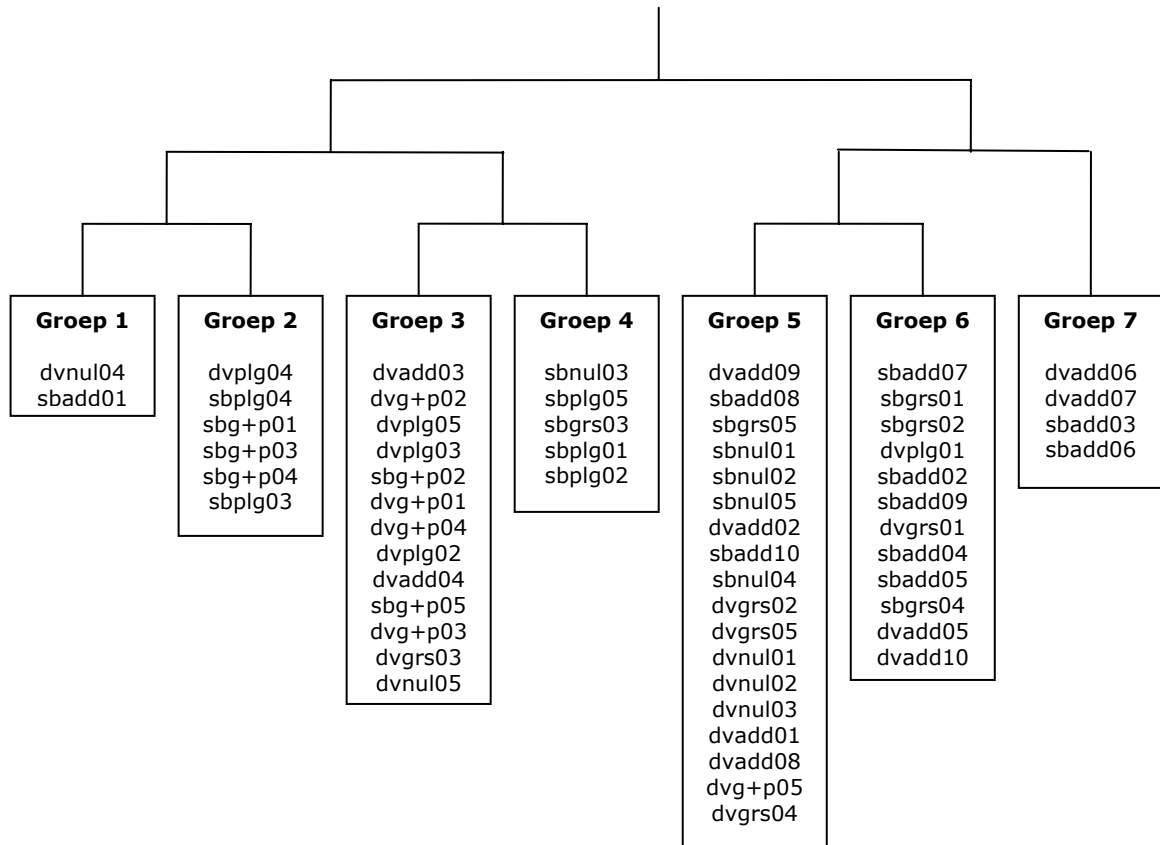 Groep 1
dvnul04
sbadd01
Groep 2
dvplg04
sbplg04
sbg+p01
sbg+p03
sbg+p04
sbplg03
Groep 3
dvadd03
dvg+p02
dvplg05
dvplg03
sbg+p02
dvg+p01
dvg+p04
dvplg02
dvadd04
sbg+p05
dvg+p03
dvgrs03
dvnul05
Groep 4
sbnul03
sbplg05
sbgrs03
sbplg01
sbplg02
Groep 5
dvadd09
sbadd08
sbgrs05
sbnul01
sbnul02
sbnul05
dvadd02
sbadd10
sbnul04
dvgrs02
dvgrs05
dvnul01
dvnul02
dvnul03
dvadd01
dvadd08
dvg+p05
dvgrs04
Groep 6
sbadd07
sbgrs01
sbgrs02
dvplg01
sbadd02
sbadd09
dvgrs01
sbadd04
sbadd05
sbgrs04
dvadd05
dvadd10
Groep 7
dvadd06
dvadd07
sbadd03
sbadd06